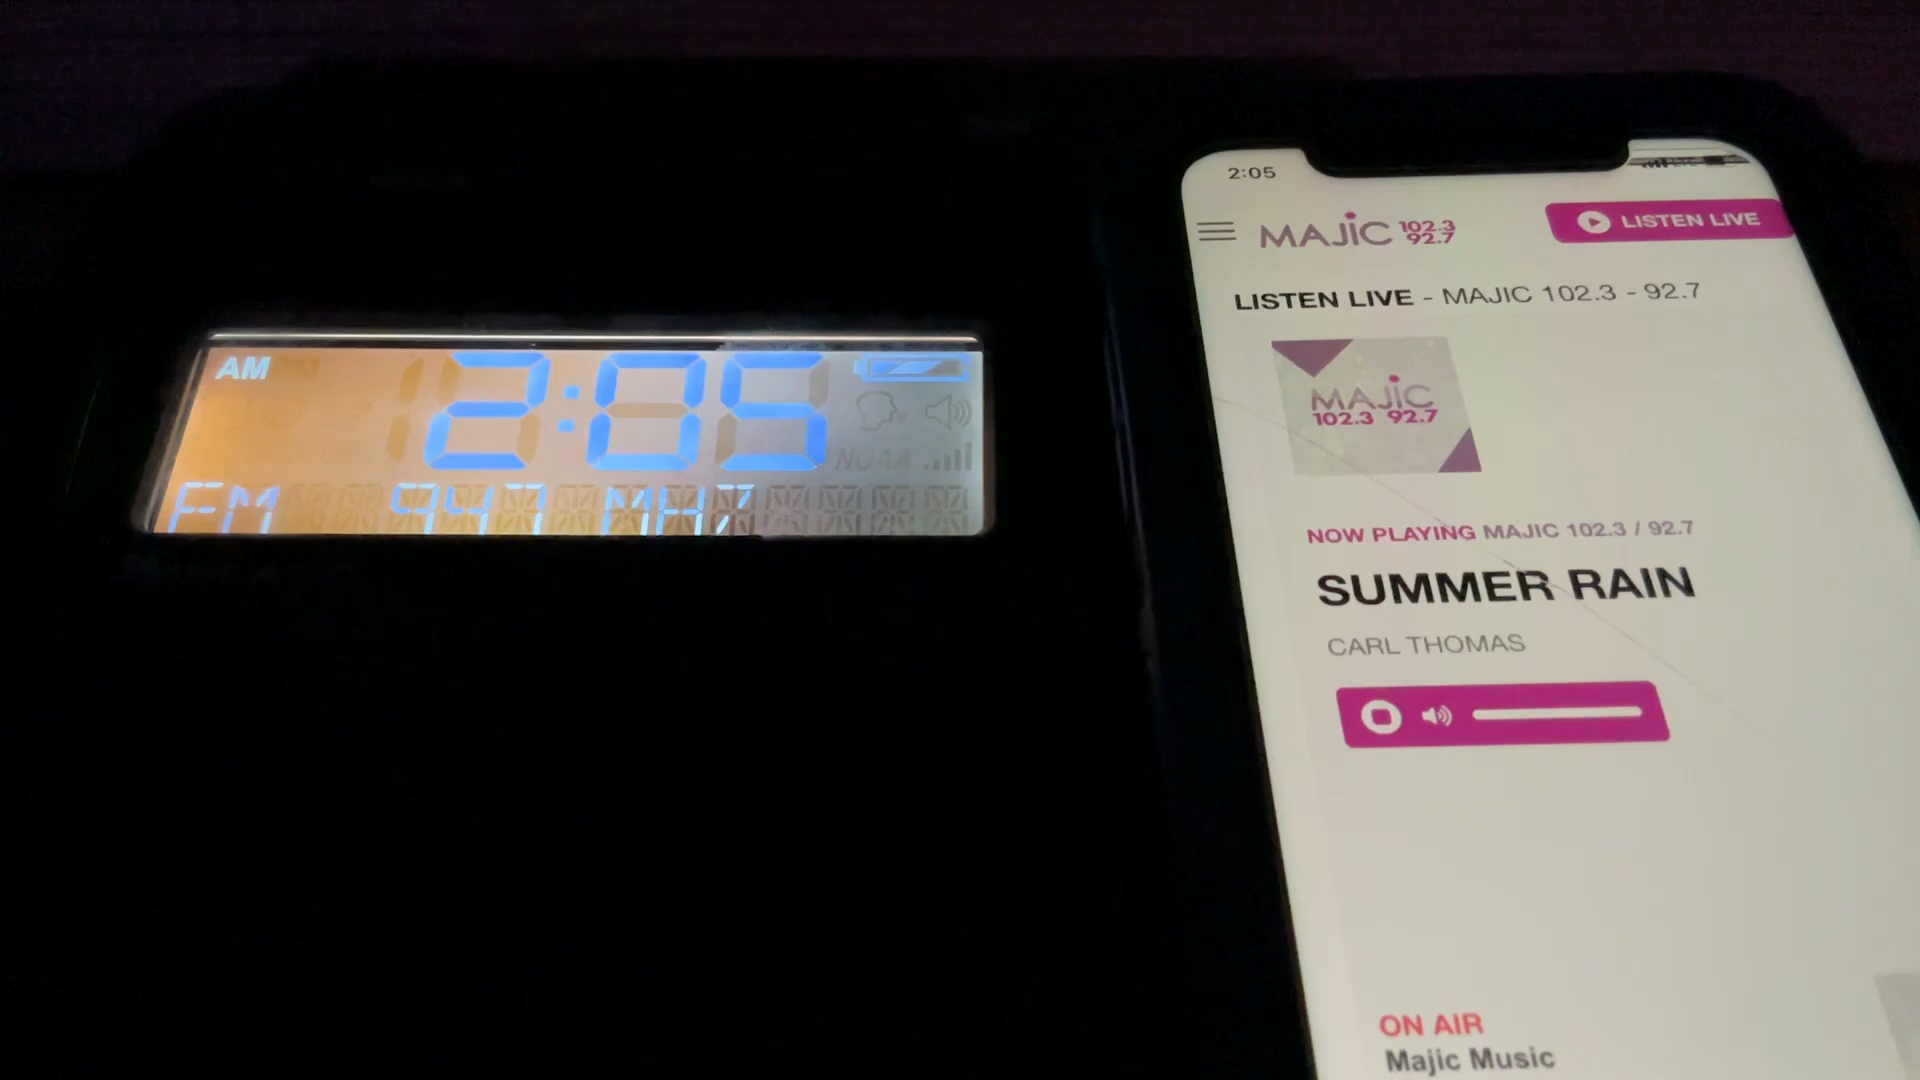 AM
2:05
NOAA
FM 947 MHZ
2:05
MAJIC 102.3 92.7
LISTEN LIVE
LISTEN LIVE - MAJIC 102.3 - 92.7
MAJIC
102.3 92.7
NOW PLAYING MAJIC 102.3 / 92.7
SUMMER RAIN
CARL THOMAS
ON AIR
Majic Music